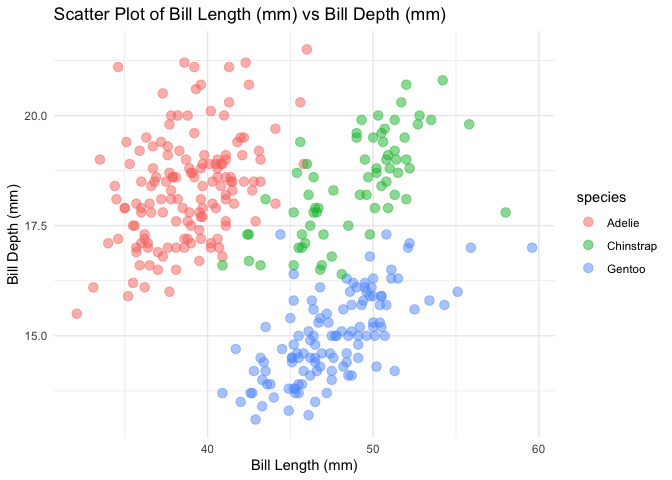 Scatter Plot of Bill Length (mm) vs Bill Depth (mm)
20.0
17.5
15.0
Bill Depth (mm)
40
50
60
Bill Length (mm)
species
Adelie
Chinstrap
Gentoo